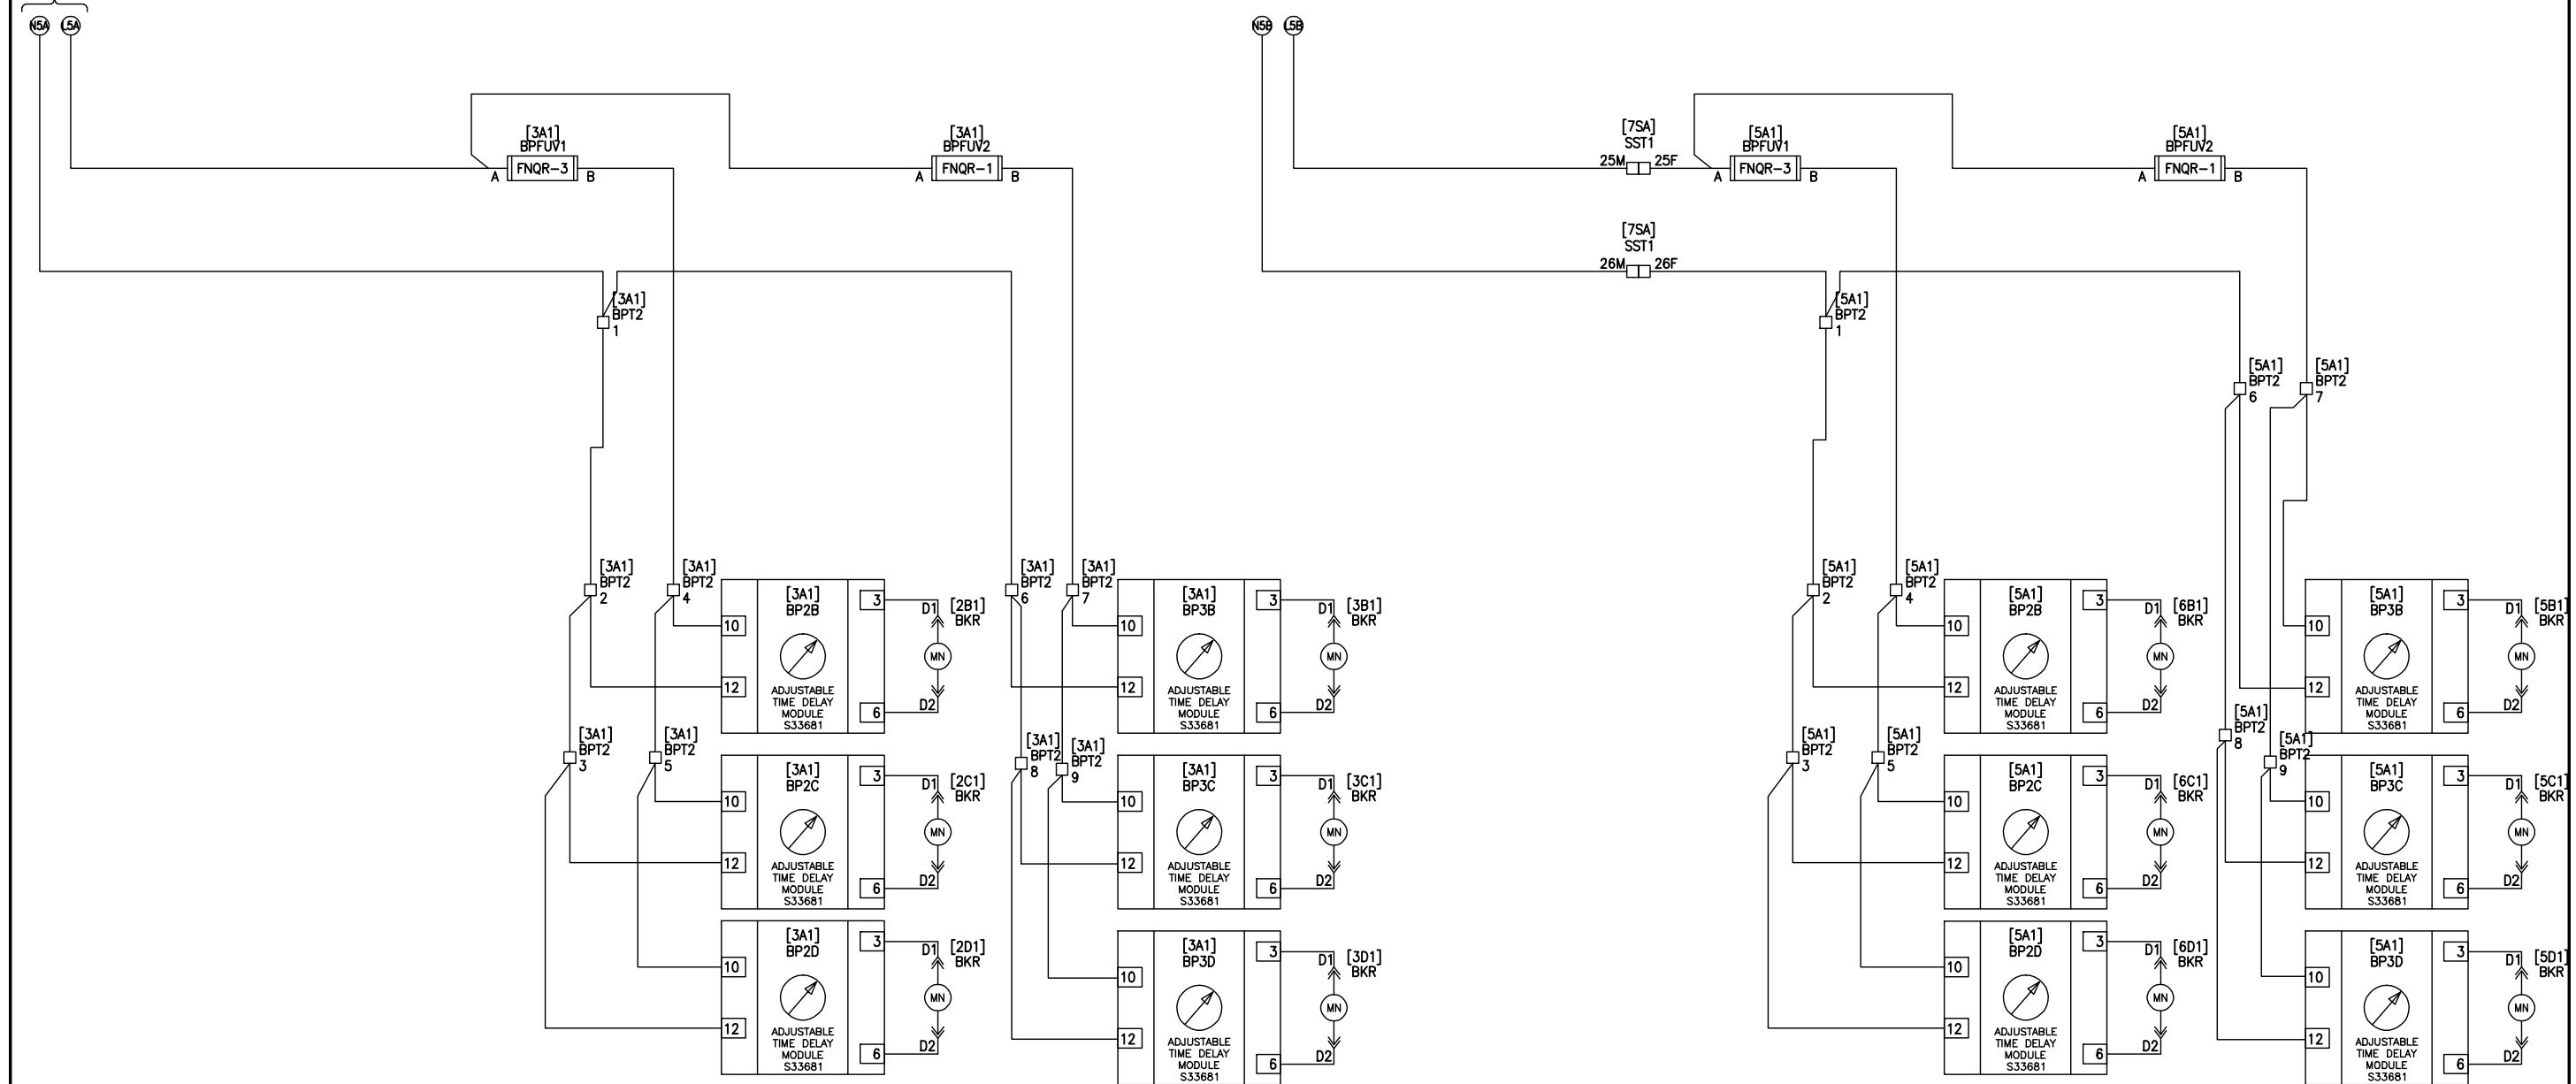 N5A L5A N5B L5B
[3A1]
BPFUV1
A FNQR-3 B
[3A1]
BPFUV2
A FNQR-1 B
[7SA]
SST1
25M 25F
[5A1]
BPFUV1
A FNQR-3 B
[5A1]
BPFUV2
A FNQR-1 B
[7SA]
SST1
26M 26F
[3A1]
BPT2
1
[5A1]
BPT2
1
[5A1]
BPT2
6
[5A1]
BPT2
7
[3A1]
BPT2
2
[3A1]
BPT2
4
[3A1]
BP2B
3
10
12
6
ADJUSTABLE
TIME DELAY
MODULE
S33681
D1
[2B1]
BKR
MN
D2
[3A1]
BPT2
6
[3A1]
BPT2
7
[3A1]
BP3B
3
10
12
6
ADJUSTABLE
TIME DELAY
MODULE
S33681
D1
[3B1]
BKR
MN
D2
[5A1]
BPT2
2
[5A1]
BPT2
4
[5A1]
BP2B
3
10
12
6
ADJUSTABLE
TIME DELAY
MODULE
S33681
D1
[6B1]
BKR
MN
D2
[5A1]
BP3B
3
10
12
6
ADJUSTABLE
TIME DELAY
MODULE
S33681
D1
[5B1]
BKR
MN
D2
[3A1]
BPT2
3
[3A1]
BPT2
5
[3A1]
BP2C
3
10
12
6
ADJUSTABLE
TIME DELAY
MODULE
S33681
D1
[2C1]
BKR
MN
D2
[3A1]
BPT2
8
[3A1]
BPT2
9
[3A1]
BP3C
3
10
12
6
ADJUSTABLE
TIME DELAY
MODULE
S33681
D1
[3C1]
BKR
MN
D2
[5A1]
BPT2
3
[5A1]
BPT2
5
[5A1]
BP2C
3
10
12
6
ADJUSTABLE
TIME DELAY
MODULE
S33681
D1
[6C1]
BKR
MN
D2
[5A1]
BPT2
8
[5A1]
BPT2
9
[5A1]
BP3C
3
10
12
6
ADJUSTABLE
TIME DELAY
MODULE
S33681
D1
[5C1]
BKR
MN
D2
[3A1]
BP2D
3
10
12
6
ADJUSTABLE
TIME DELAY
MODULE
S33681
D1
[2D1]
BKR
MN
D2
[3A1]
BP3D
3
10
12
6
ADJUSTABLE
TIME DELAY
MODULE
S33681
D1
[3D1]
BKR
MN
D2
[5A1]
BP2D
3
10
12
6
ADJUSTABLE
TIME DELAY
MODULE
S33681
D1
[6D1]
BKR
MN
D2
[5A1]
BP3D
3
10
12
6
ADJUSTABLE
TIME DELAY
MODULE
S33681
D1
[5D1]
BKR
MN
D2